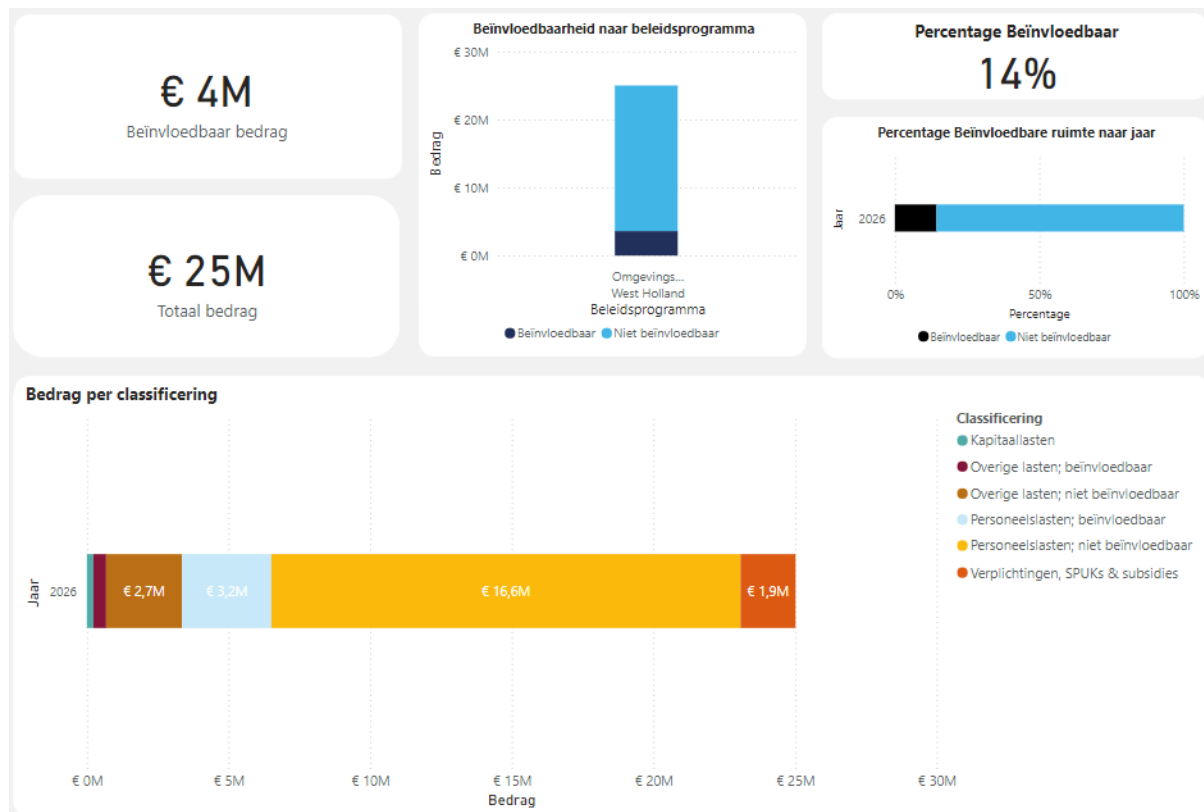 € 4M
Beïnvloedbaar bedrag
€ 25M
Totaal bedrag
Beïnvloedbaarheid naar beleidsprogramma
€ 30M
€ 20M
€ 10M
€ 0M
Bedrag
Omgevings...
West Holland
Beleidsprogramma
Beïnvloedbaar Niet beïnvloedbaar
Percentage Beïnvloedbaar
14%
Percentage Beïnvloedbare ruimte naar jaar
Jaar
2026
0% 50% 100%
Percentage
Beïnvloedbaar Niet beïnvloedbaar
Bedrag per classificering
Jaar
2026
€ 2,7M € 3,2M € 16,6M € 1,9M
€ 0M € 5M € 10M € 15M € 20M € 25M € 30M
Bedrag
Classificering
Kapitaallasten
Overige lasten; beïnvloedbaar
Overige lasten; niet beïnvloedbaar
Personeelslasten; beïnvloedbaar
Personeelslasten; niet beïnvloedbaar
Verplichtingen, SPUKs & subsidies